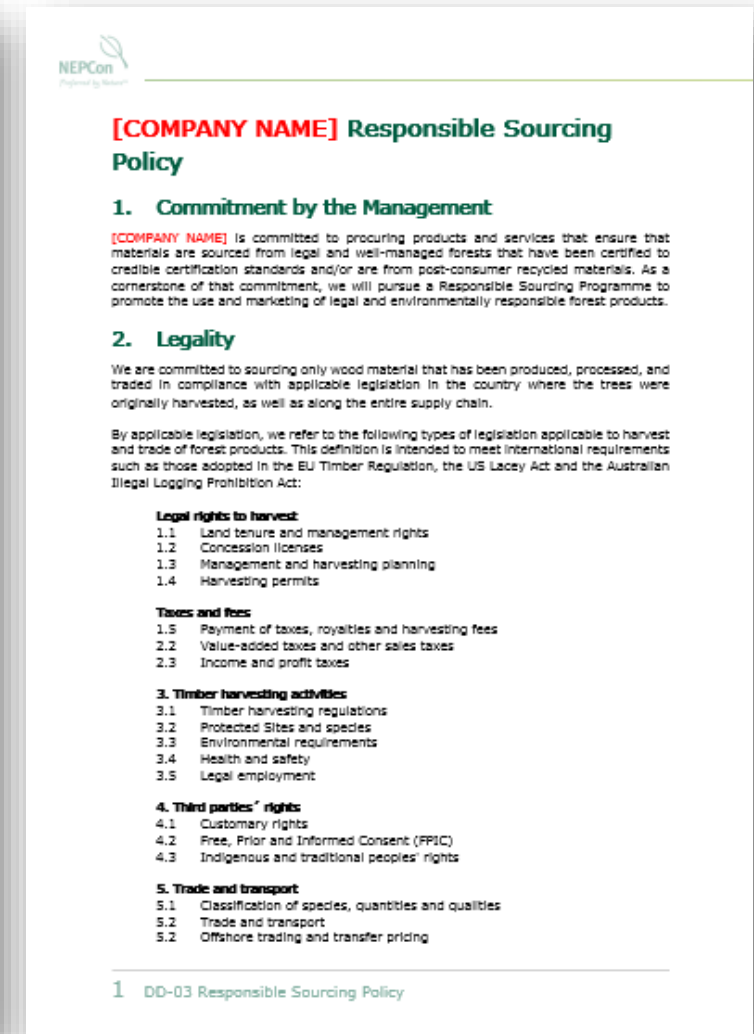 NEPCon
Preferred by Nature™
[COMPANY NAME] Responsible Sourcing
Policy
1. Commitment by the Management
[COMPANY NAME] is committed to procuring products and services that ensure that
materials are sourced from legal and well-managed forests that have been certified to
credible certification standards and/or are from post-consumer recycled materials. As a
cornerstone of that commitment, we will pursue a Responsible Sourcing Programme to
promote the use and marketing of legal and environmentally responsible forest products.
2. Legality
We are committed to sourcing only wood material that has been produced, processed, and
traded in compliance with applicable legislation in the country where the trees were
originally harvested, as well as along the entire supply chain.
By applicable legislation, we refer to the following types of legislation applicable to harvest
and trade of forest products. This definition is intended to meet international requirements
such as those adopted in the EU Timber Regulation, the US Lacey Act and the Australian
Illegal Logging Prohibition Act:
Legal rights to harvest
1.1 Land tenure and management rights
1.2 Concession licenses
1.3 Management and harvesting planning
1.4 Harvesting permits
Taxes and fees
1.5 Payment of taxes, royalties and harvesting fees
2.2 Value-added taxes and other sales taxes
2.3 Income and profit taxes
3. Timber harvesting activities
3.1 Timber harvesting regulations
3.2 Protected Sites and species
3.3 Environmental requirements
3.4 Health and safety
3.5 Legal employment
4. Third parties´ rights
4.1 Customary rights
4.2 Free, Prior and Informed Consent (FPIC)
4.3 Indigenous and traditional peoples' rights
5. Trade and transport
5.1 Classification of species, quantities and qualities
5.2 Trade and transport
5.2 Offshore trading and transfer pricing
1 DD-03 Responsible Sourcing Policy